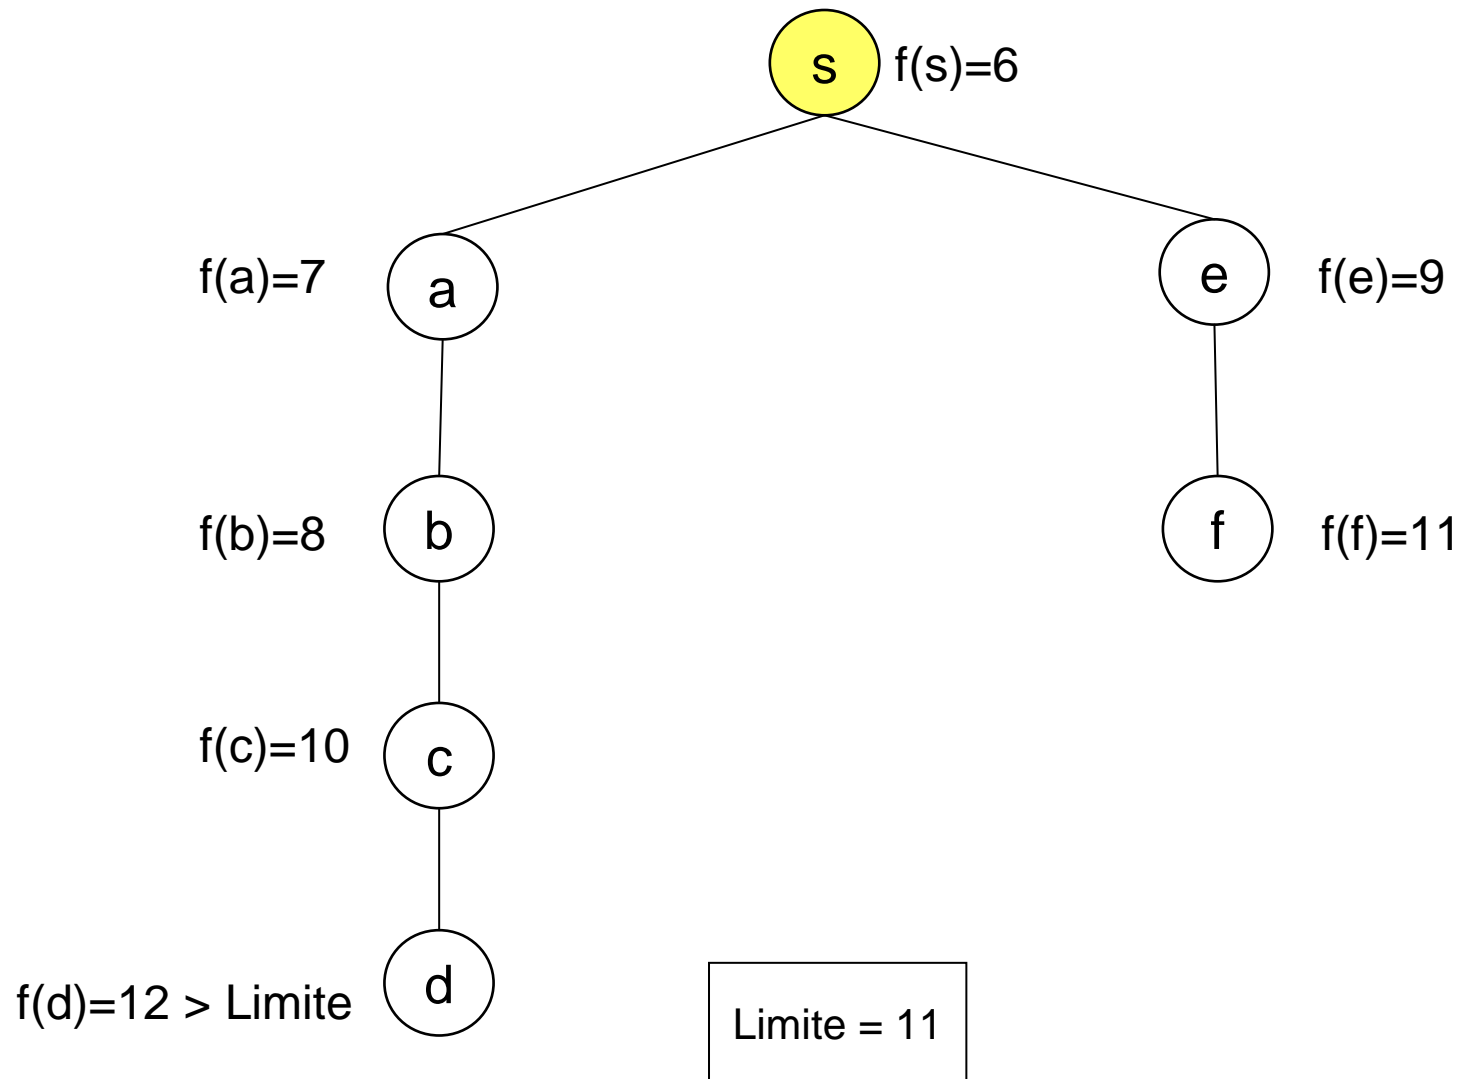 s f(s)=6
f(a)=7 a e f(e)=9
f(b)=8 b f f(f)=11
f(c)=10 c
f(d)=12 > Limite d
Limite = 11